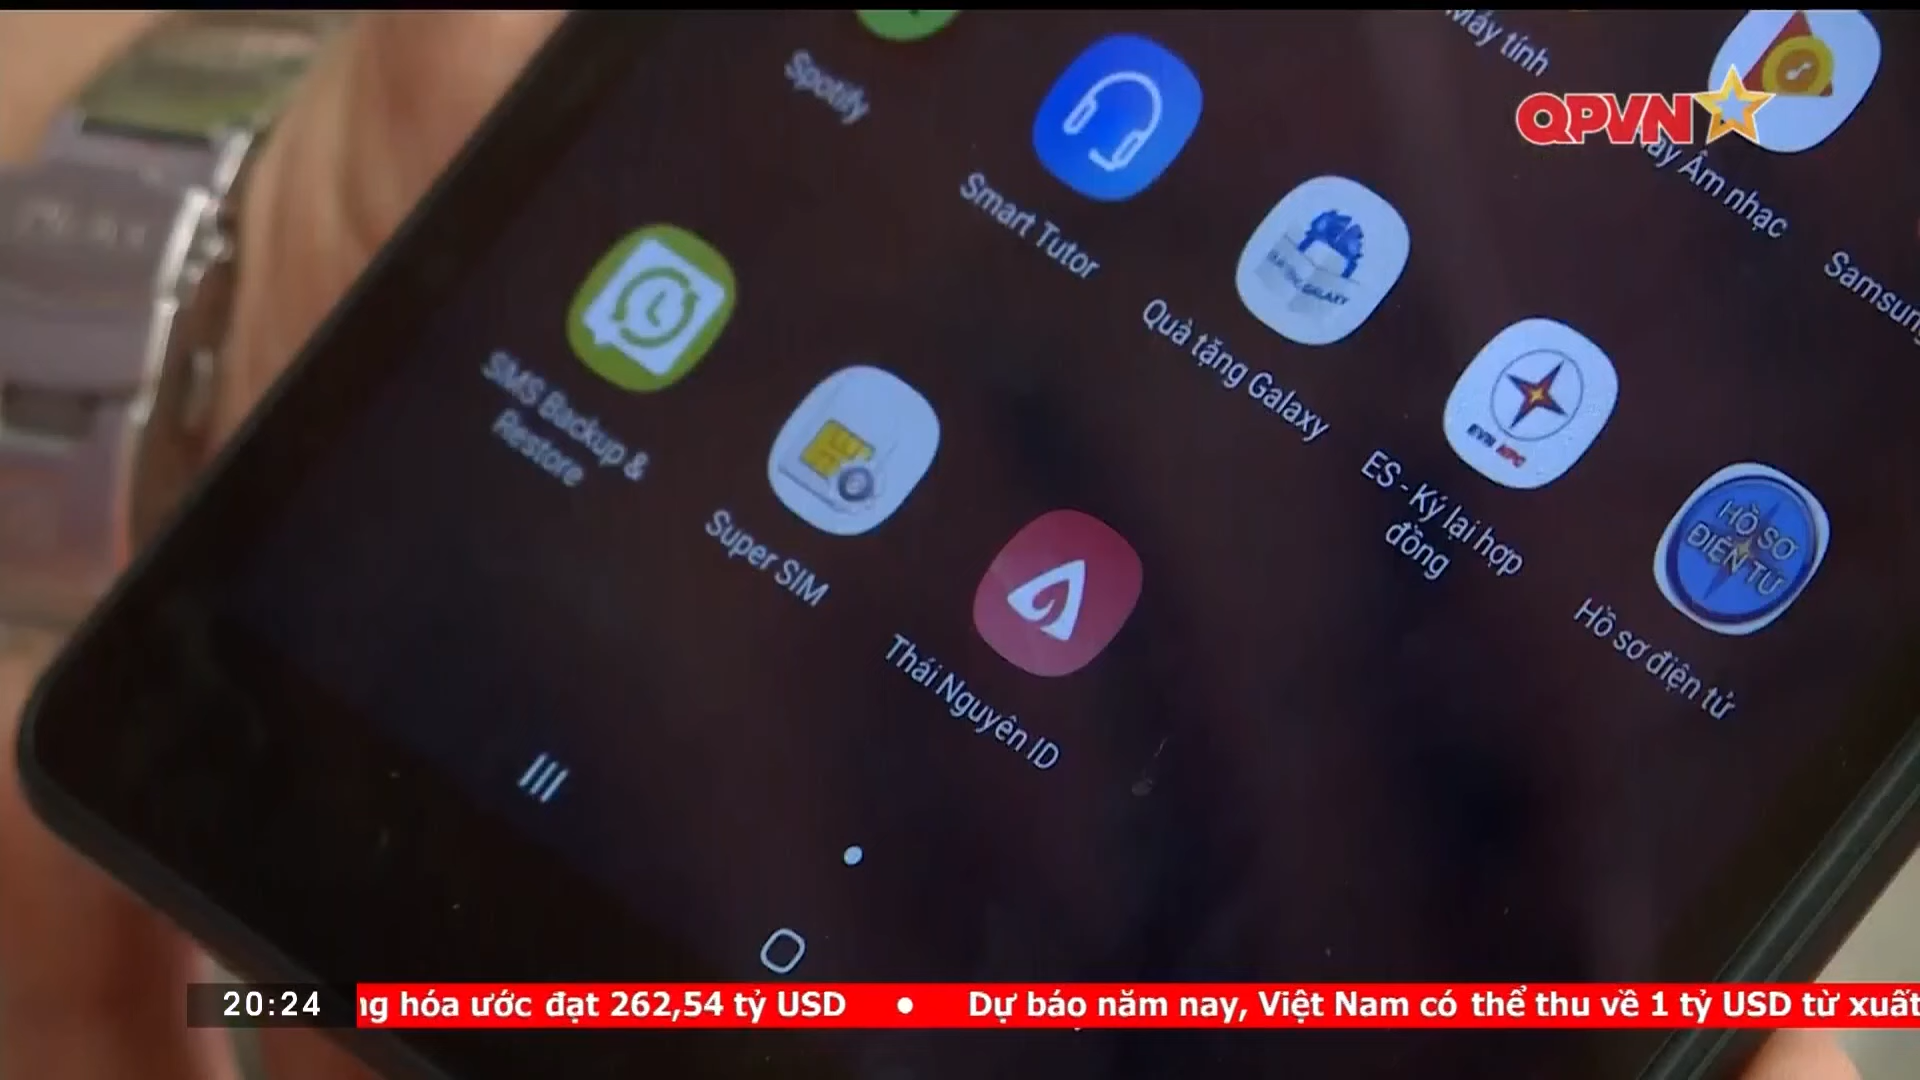 Máy tính
QPVN
Spotify
Smart Tutor
Âm nhạc
Samsung
Quà tặng Galaxy
SMS Backup &
Restore
EVN NPC
ES - Ký lại hợp
đồng
Super SIM
HỒ SƠ
ĐIỆN TỬ
Hồ sơ điện tử
Thái Nguyên ID
20:24
hóa ước đạt 262,54 tỷ USD • Dự báo năm nay, Việt Nam có thể thu về 1 tỷ USD từ xuất